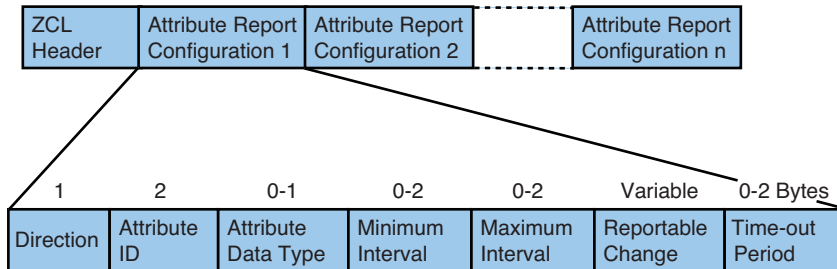 ZCL Header
Attribute Report Configuration 1
Attribute Report Configuration 2
Attribute Report Configuration n
1 2 0-1 0-2 0-2 Variable 0-2 Bytes
Direction
Attribute ID
Attribute Data Type
Minimum Interval
Maximum Interval
Reportable Change
Time-out Period